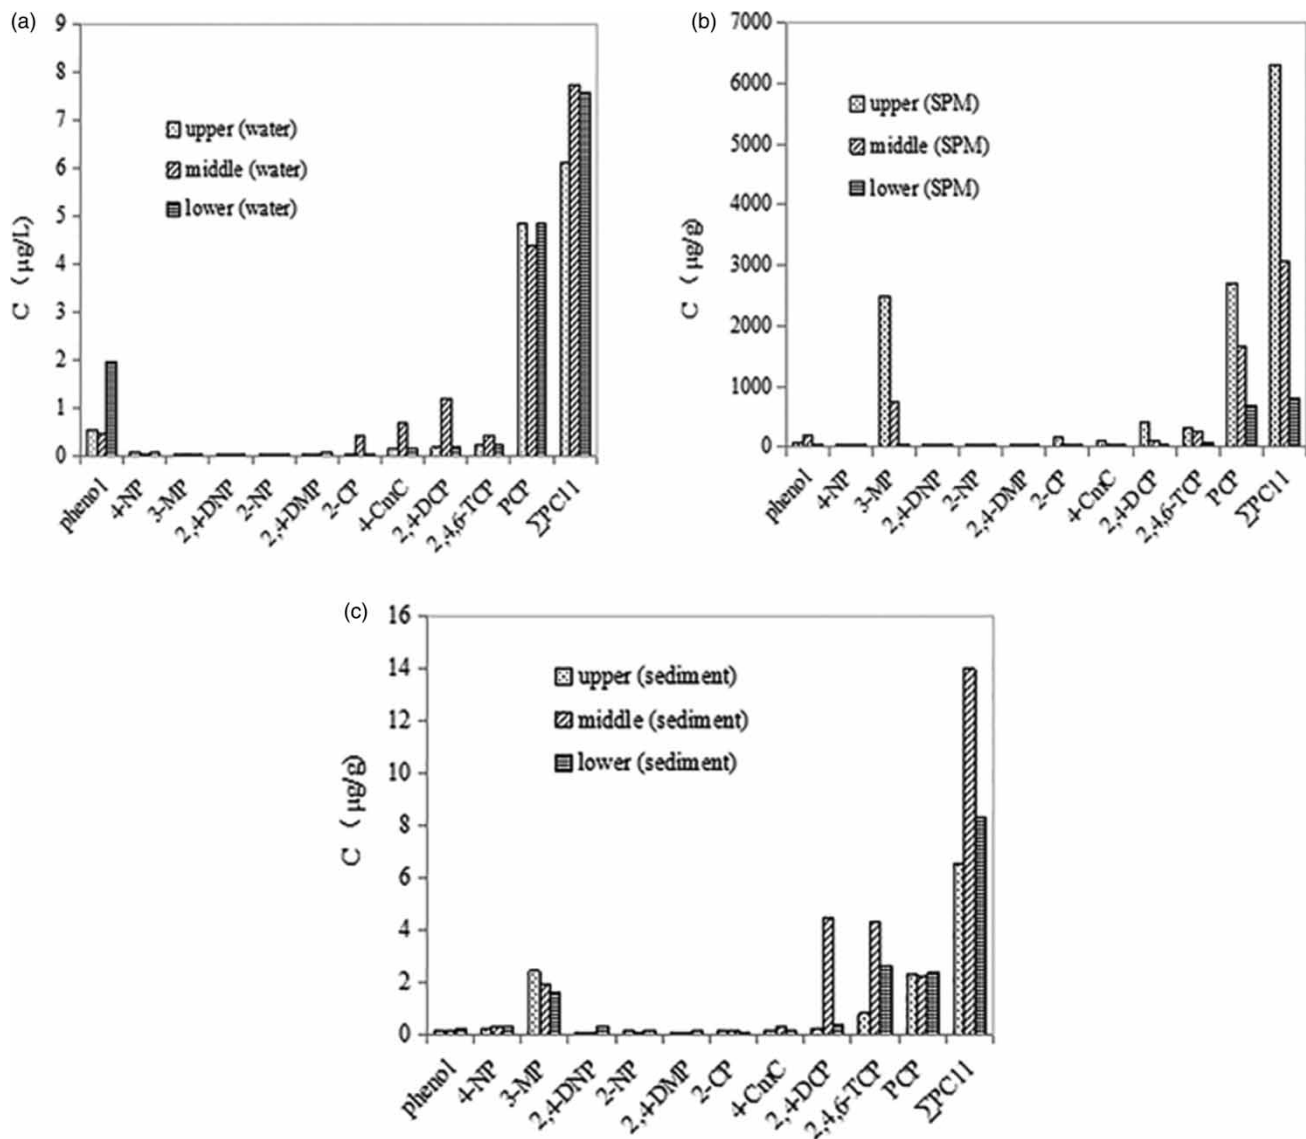 (a)
9
8
7
6
5
4
3
2
1
0
C (μg/L)
upper (water)
middle (water)
lower (water)
phenol
4-NP
3-MP
2,4-DNP
2-NP
2,4-DMP
2-CP
4-CmC
2,4-DCP
2,4,6-TCP
PCP
∑PC11
(b)
7000
6000
5000
4000
3000
2000
1000
0
C (μg/g)
upper (SPM)
middle (SPM)
lower (SPM)
phenol
4-NP
3-MP
2,4-DNP
2-NP
2,4-DMP
2-CP
4-CmC
2,4-DCP
2,4,6-TCP
PCP
∑PC11
(c)
16
14
12
10
8
6
4
2
0
C (μg/g)
upper (sediment)
middle (sediment)
lower (sediment)
phenol
4-NP
3-MP
2,4-DNP
2-NP
2,4-DMP
2-CP
4-CmC
2,4-DCP
2,4,6-TCP
PCP
∑PC11